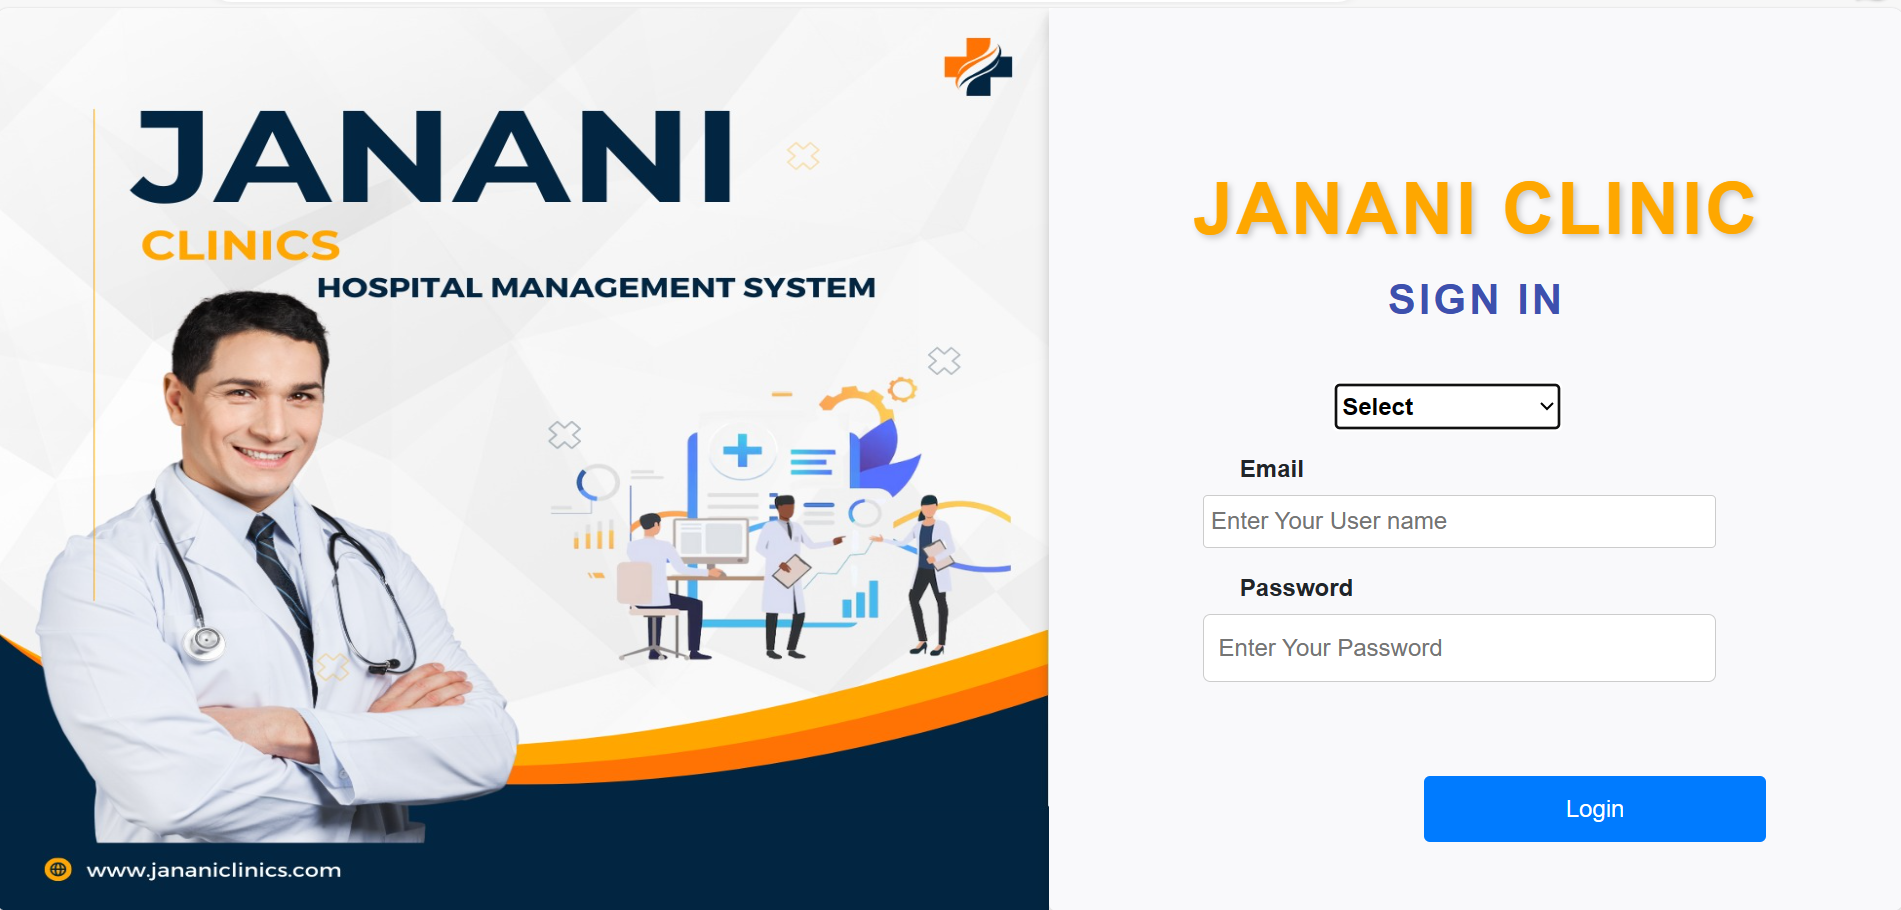 JANANI
CLINICS
HOSPITAL MANAGEMENT SYSTEM
www.jananiclinics.com
JANANI CLINIC
SIGN IN
Select
Email
Enter Your User name
Password
Enter Your Password
Login